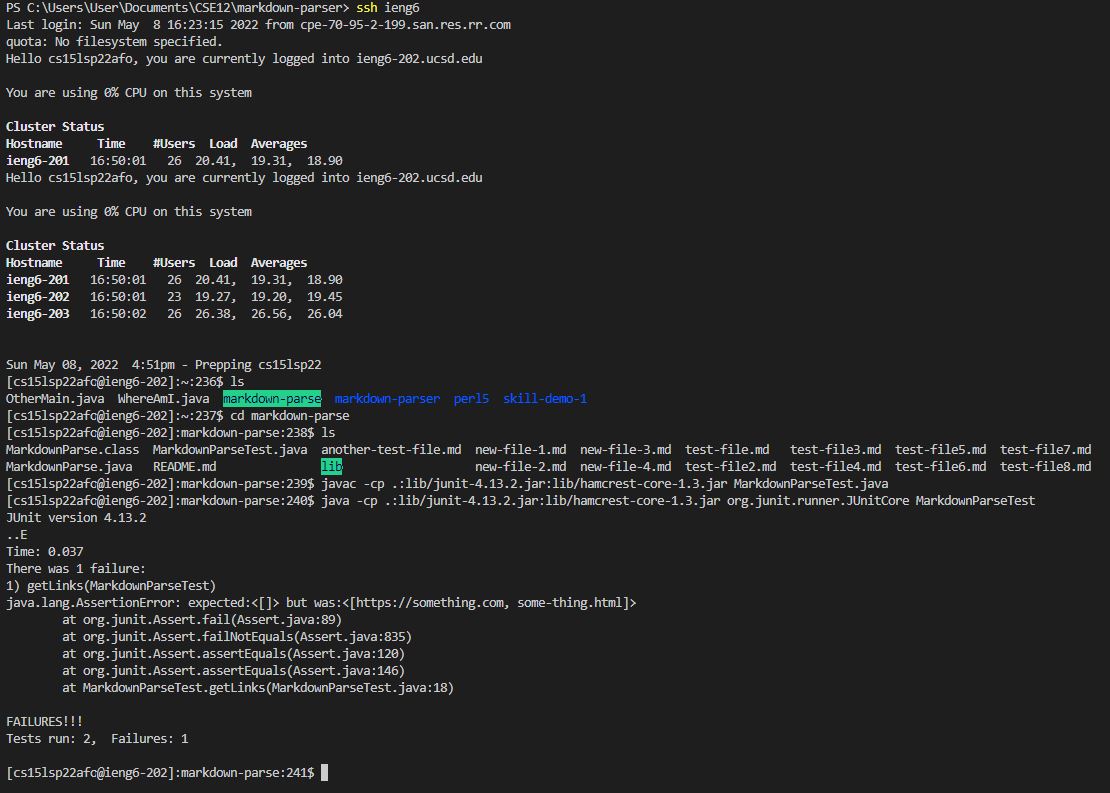 PS C:\Users\User\Documents\CSE12\markdown-parser> ssh ieng6
Last login: Sun May  8 16:23:15 2022 from cpe-70-95-2-199.san.res.rr.com
quota: No filesystem specified.
Hello cs15lsp22afo, you are currently logged into ieng6-202.ucsd.edu
You are using 0% CPU on this system
Cluster Status
Hostname     Time    #Users  Load  Averages
ieng6-201   16:50:01   26  20.41,  19.31,  18.90
Hello cs15lsp22afo, you are currently logged into ieng6-202.ucsd.edu
You are using 0% CPU on this system
Cluster Status
Hostname     Time    #Users  Load  Averages
ieng6-201   16:50:01   26  20.41,  19.31,  18.90
ieng6-202   16:50:01   23  19.27,  19.20,  19.45
ieng6-203   16:50:02   26  26.38,  26.56,  26.04
Sun May 08, 2022  4:51pm - Prepping cs15lsp22
[cs15lsp22afo@ieng6-202]:~:236$ ls
OtherMain.java  WhereAmI.java  markdown-parse  markdown-parser  perl5  skill-demo-1
[cs15lsp22afo@ieng6-202]:~:237$ cd markdown-parse
[cs15lsp22afo@ieng6-202]:markdown-parse:238$ ls
MarkdownParse.class  MarkdownParseTest.java  another-test-file.md  new-file-1.md  new-file-3.md  test-file.md   test-file3.md  test-file5.md  test-file7.md
MarkdownParse.java   README.md               lib                   new-file-2.md  new-file-4.md  test-file2.md  test-file4.md  test-file6.md  test-file8.md
[cs15lsp22afo@ieng6-202]:markdown-parse:239$ javac -cp .:lib/junit-4.13.2.jar:lib/hamcrest-core-1.3.jar MarkdownParseTest.java
[cs15lsp22afo@ieng6-202]:markdown-parse:240$ java -cp .:lib/junit-4.13.2.jar:lib/hamcrest-core-1.3.jar org.junit.runner.JUnitCore MarkdownParseTest
JUnit version 4.13.2
..E
Time: 0.037
There was 1 failure:
1) getLinks(MarkdownParseTest)
java.lang.AssertionError: expected:<[]> but was:<[https://something.com, some-thing.html]>
        at org.junit.Assert.fail(Assert.java:89)
        at org.junit.Assert.failNotEquals(Assert.java:835)
        at org.junit.Assert.assertEquals(Assert.java:120)
        at org.junit.Assert.assertEquals(Assert.java:146)
        at MarkdownParseTest.getLinks(MarkdownParseTest.java:18)
FAILURES!!!
Tests run: 2,  Failures: 1
[cs15lsp22afo@ieng6-202]:markdown-parse:241$